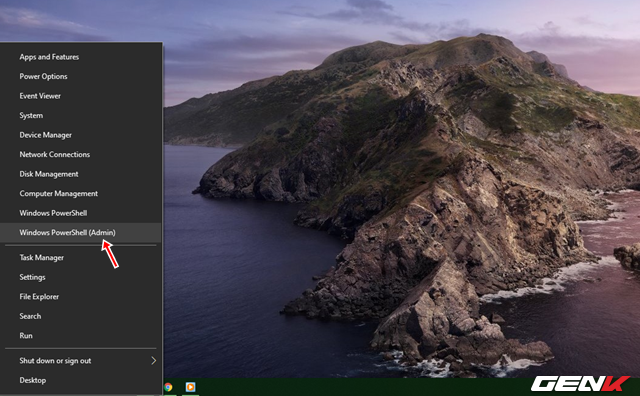 Apps and Features
Power Options
Event Viewer
System
Device Manager
Network Connections
Disk Management
Computer Management
Windows PowerShell
Windows PowerShell (Admin)
Task Manager
Settings
File Explorer
Search
Run
Shut down or sign out
Desktop
GENK